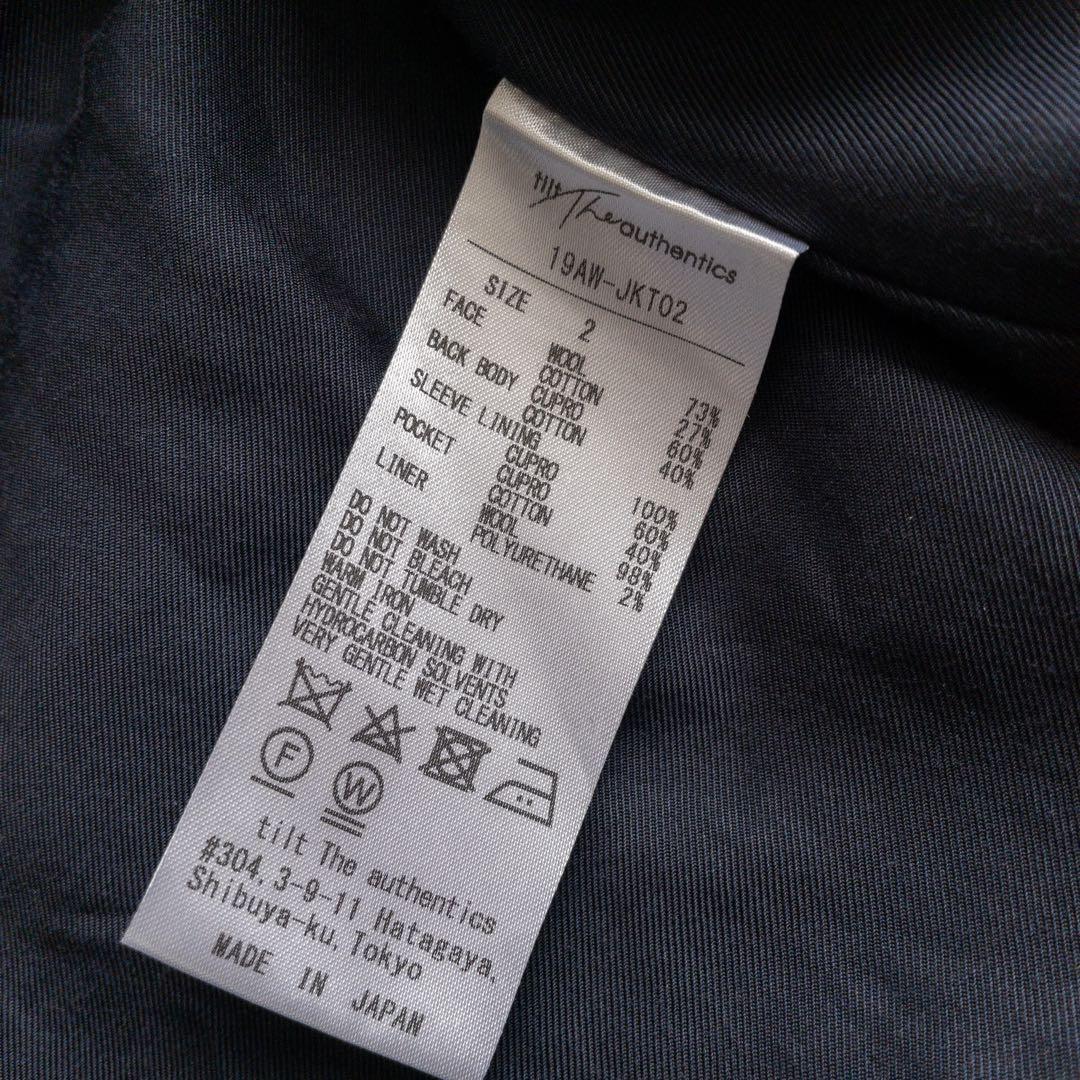 tilt The authentics
19AW-JKT02
SIZE 2
FACE WOOL 73%
COTTON 27%
BACK BODY CUPRO 60%
COTTON 40%
SLEEVE LINING
CUPRO 100%
POCKET CUPRO 60%
COTTON 40%
LINER WOOL 98%
POLYURETHANE 2%
DO NOT WASH
DO NOT BLEACH
DO NOT TUMBLE DRY
WARM IRON
GENTLE CLEANING WITH
HYDROCARBON SOLVENTS
VERY GENTLE WET CLEANING
F
W
tilt The authentics
#304, 3-9-11 Hatagaya,
Shibuya-ku, Tokyo
MADE IN JAPAN